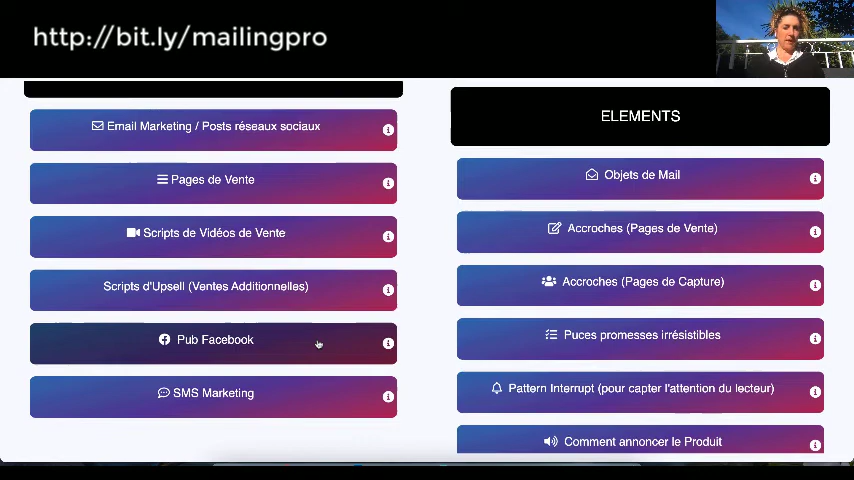 http://bit.ly/mailingpro
Email Marketing / Posts réseaux sociaux
Pages de Vente
Scripts de Vidéos de Vente
Scripts d'Upsell (Ventes Additionnelles)
Pub Facebook
SMS Marketing
ELEMENTS
Objets de Mail
Accroches (Pages de Vente)
Accroches (Pages de Capture)
Puces promesses irrésistibles
Pattern Interrupt (pour capter l'attention du lecteur)
Comment annoncer le Produit